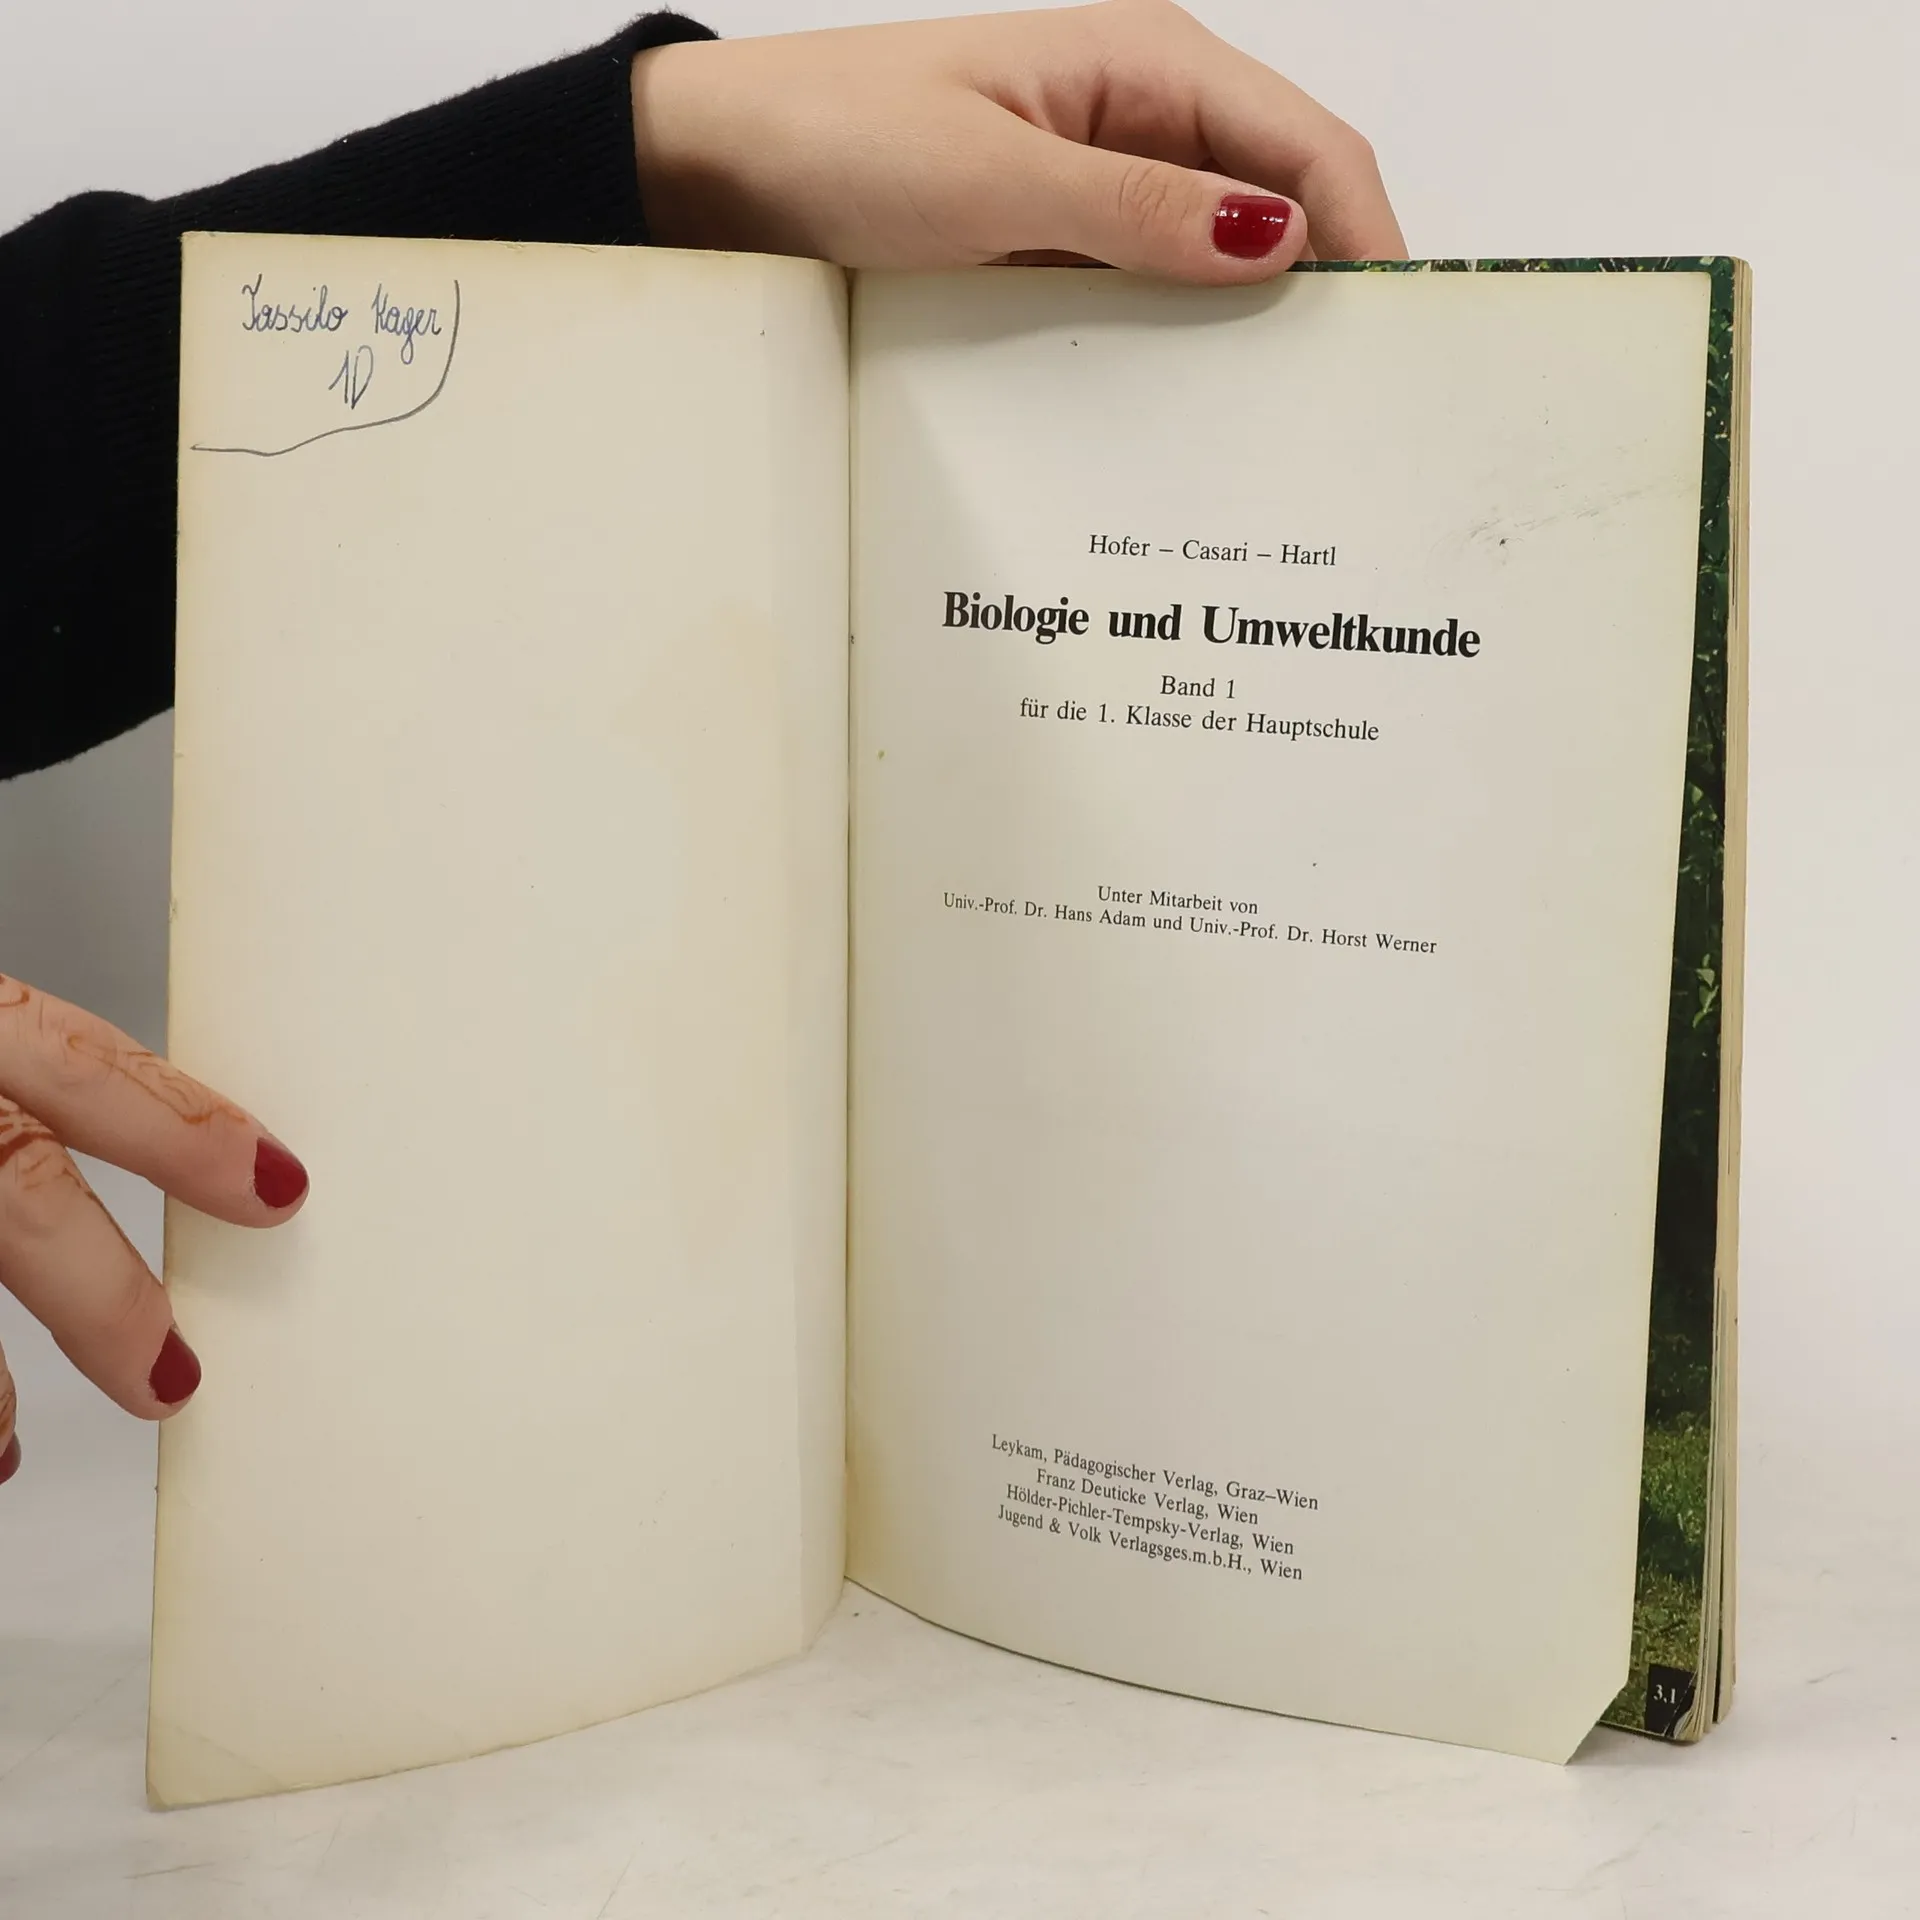 Tassilo Kager
1D
Hofer – Casari – Hartl
Biologie und Umweltkunde
Band 1
für die 1. Klasse der Hauptschule
Unter Mitarbeit von
Univ.-Prof. Dr. Hans Adam und Univ.-Prof. Dr. Horst Werner
Leykam, Pädagogischer Verlag, Graz–Wien
Franz Deuticke Verlag, Wien
Hölder-Pichler-Tempsky-Verlag, Wien
Jugend & Volk Verlagsges.m.b.H., Wien
3.1